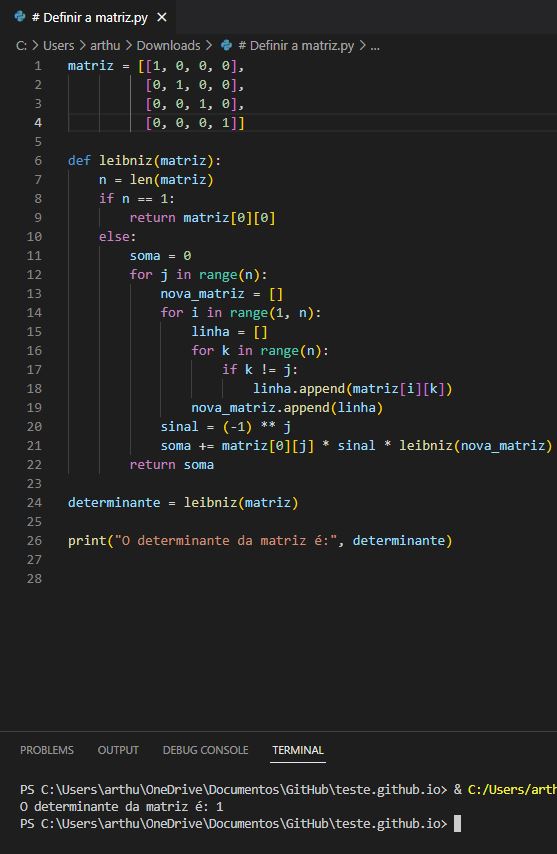 # Definir a matriz.py ×
C: > Users > arthu > Downloads > # Definir a matriz.py > ...
1 matriz = [[1, 0, 0, 0],
2           [0, 1, 0, 0],
3           [0, 0, 1, 0],
4           [0, 0, 0, 1]]
5
6 def leibniz(matriz):
7     n = len(matriz)
8     if n == 1:
9         return matriz[0][0]
10     else:
11         soma = 0
12         for j in range(n):
13             nova_matriz = []
14             for i in range(1, n):
15                 linha = []
16                 for k in range(n):
17                     if k != j:
18                         linha.append(matriz[i][k])
19                 nova_matriz.append(linha)
20             sinal = (-1) ** j
21             soma += matriz[0][j] * sinal * leibniz(nova_matriz)
22         return soma
23
24 determinante = leibniz(matriz)
25
26 print("O determinante da matriz é:", determinante)
27
28
PROBLEMS OUTPUT DEBUG CONSOLE TERMINAL
PS C:\Users\arthu\OneDrive\Documentos\GitHub\teste.github.io> & C:/Users/arth
O determinante da matriz é: 1
PS C:\Users\arthu\OneDrive\Documentos\GitHub\teste.github.io>